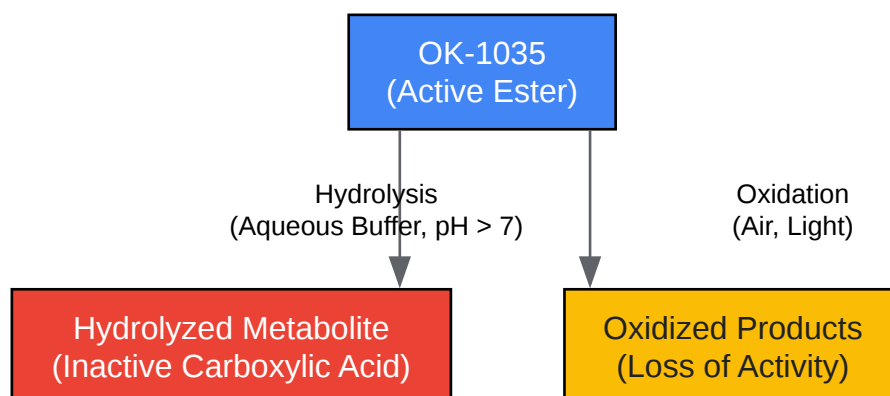 OK-1035
(Active Ester)
Hydrolysis
(Aqueous Buffer, pH > 7)
Oxidation
(Air, Light)
Hydrolyzed Metabolite
(Inactive Carboxylic Acid)
Oxidized Products
(Loss of Activity)